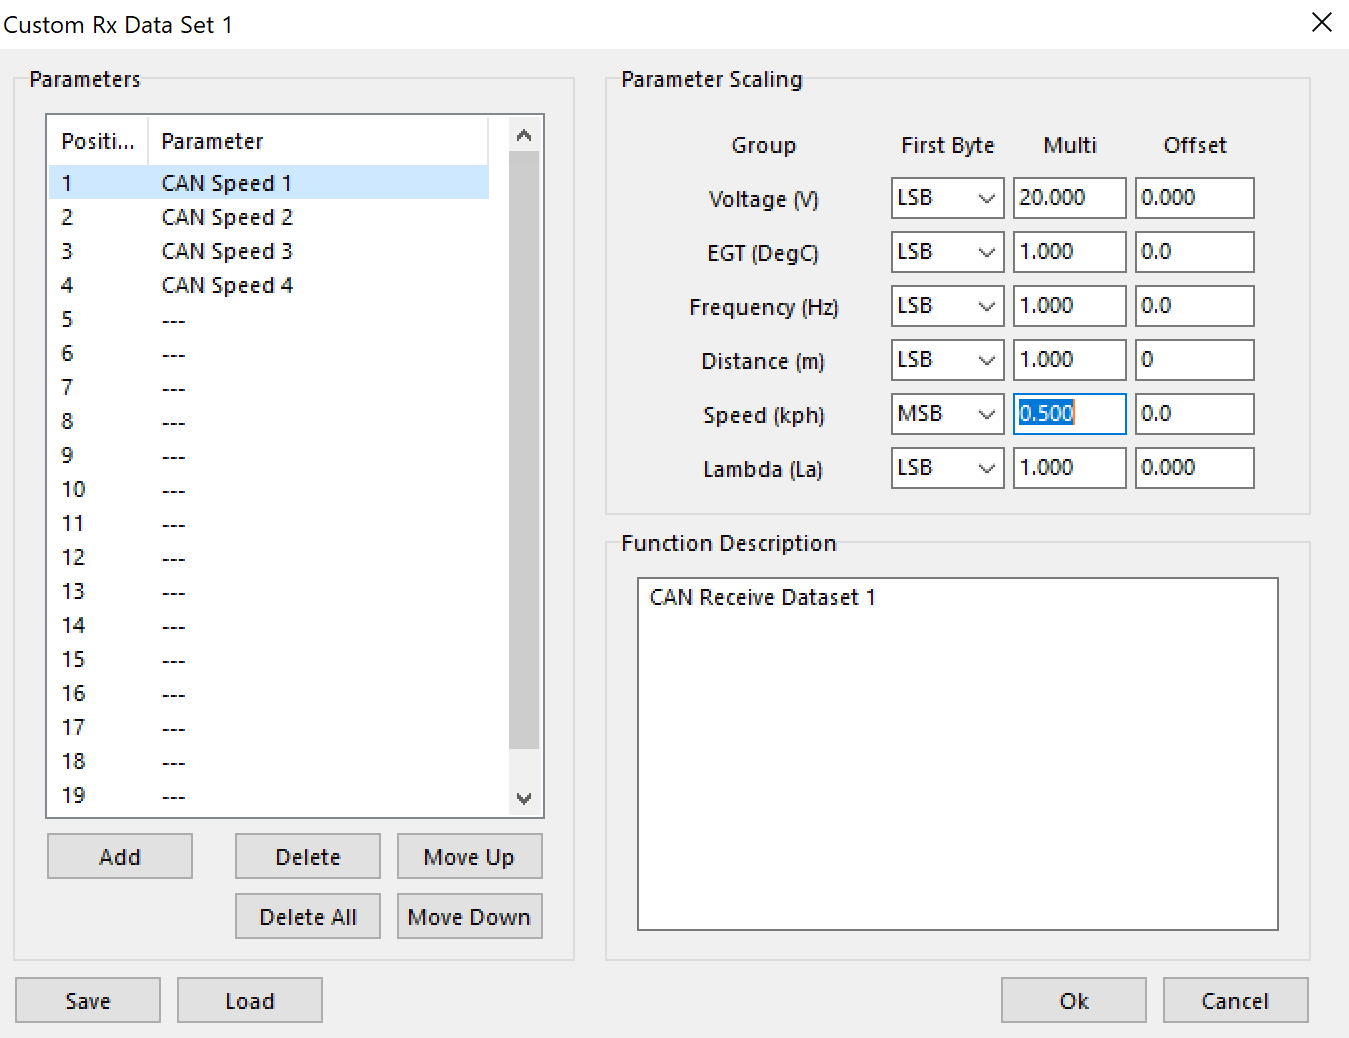 Custom Rx Data Set 1
Parameters
Positi... Parameter
1 CAN Speed 1
2 CAN Speed 2
3 CAN Speed 3
4 CAN Speed 4
5 ---
6 ---
7 ---
8 ---
9 ---
10 ---
11 ---
12 ---
13 ---
14 ---
15 ---
16 ---
17 ---
18 ---
19 ---
Add Delete Move Up
Delete All Move Down
Parameter Scaling
Group First Byte Multi Offset
Voltage (V) LSB 20.000 0.000
EGT (DegC) LSB 1.000 0.0
Frequency (Hz) LSB 1.000 0.0
Distance (m) LSB 1.000 0
Speed (kph) MSB 0.500 0.0
Lambda (La) LSB 1.000 0.000
Function Description
CAN Receive Dataset 1
Save Load Ok Cancel